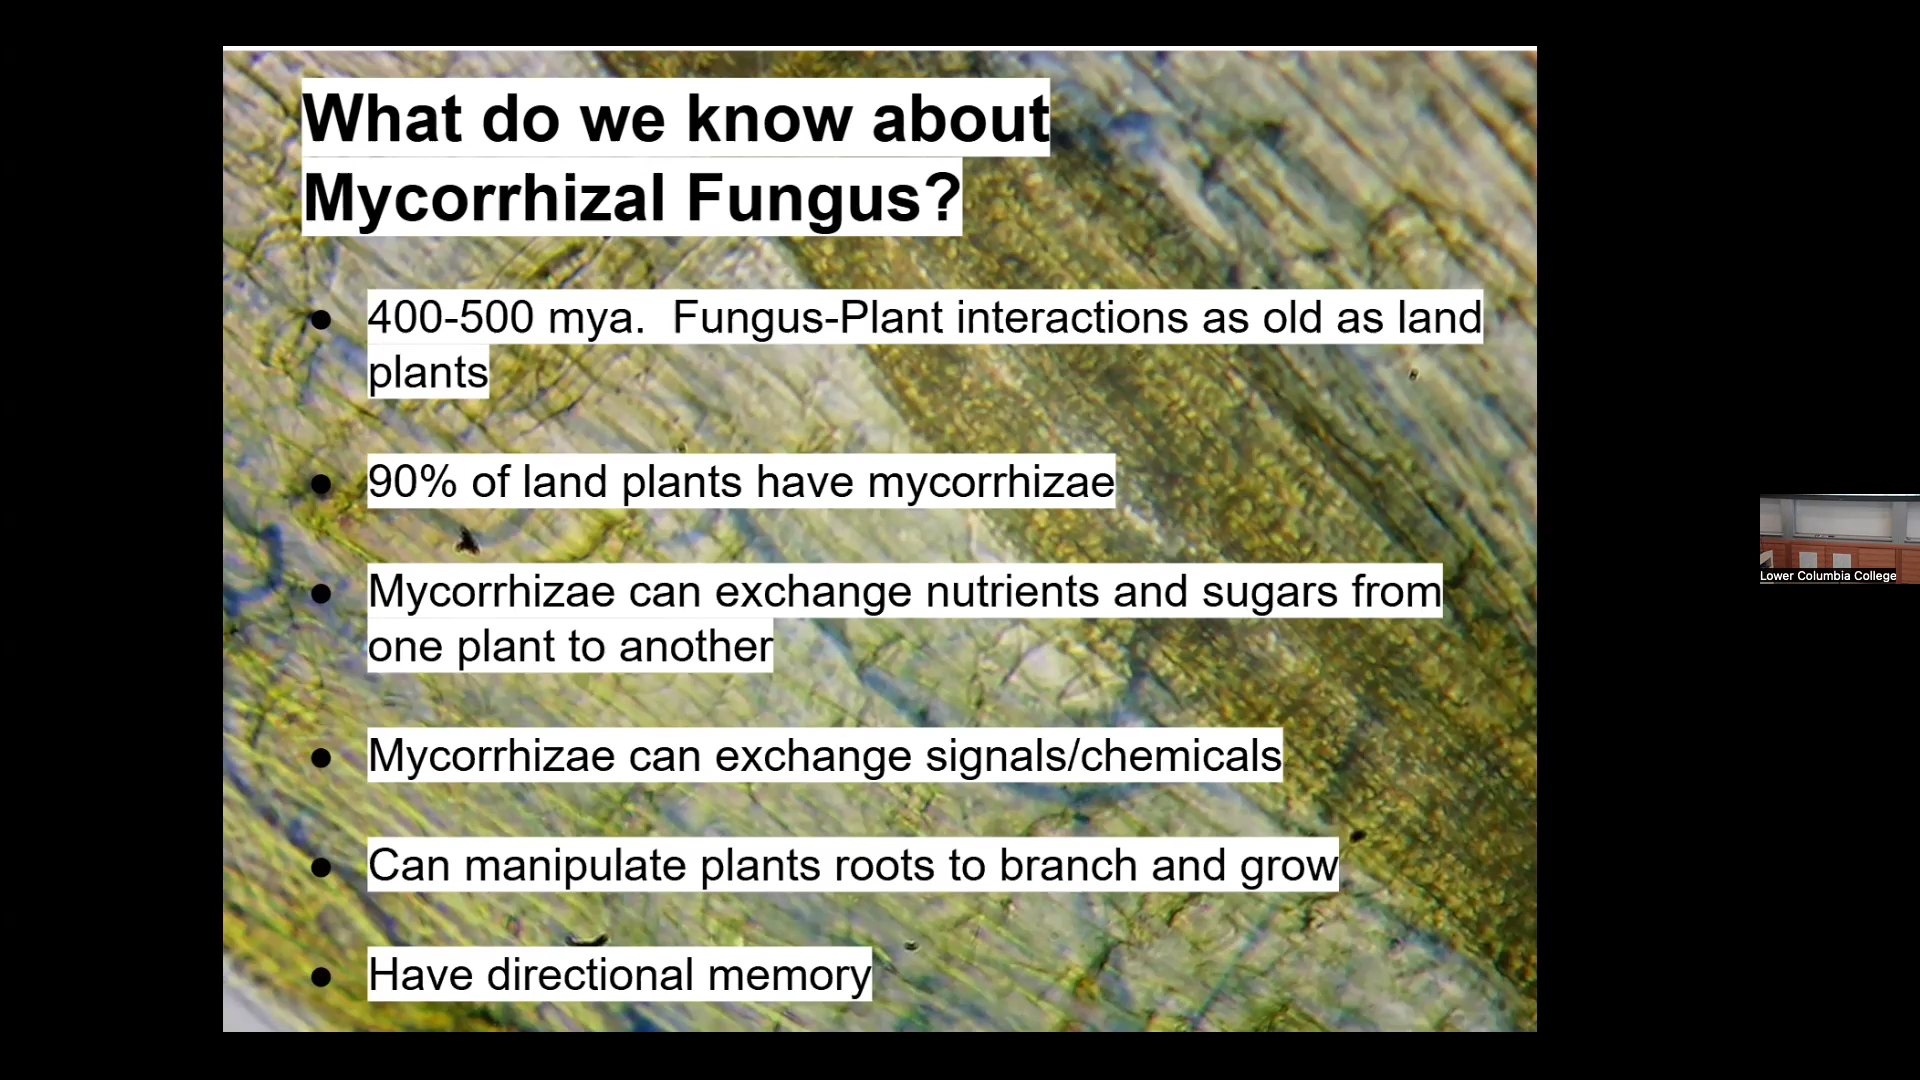 What do we know about
Mycorrhizal Fungus?
● 400-500 mya.  Fungus-Plant interactions as old as land
plants
● 90% of land plants have mycorrhizae
● Mycorrhizae can exchange nutrients and sugars from
one plant to another
● Mycorrhizae can exchange signals/chemicals
● Can manipulate plants roots to branch and grow
● Have directional memory
Lower Columbia College